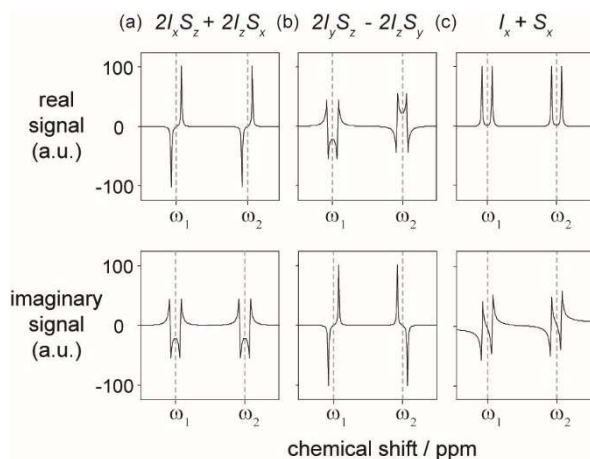 (a) 2IxSz + 2IzSx (b) 2IySz - 2IzSy (c) Ix + Sx
real
signal
(a.u.)
100
0
-100
ω1 ω2 ω1 ω2 ω1 ω2
imaginary
signal
(a.u.)
100
0
-100
ω1 ω2 ω1 ω2 ω1 ω2
chemical shift / ppm